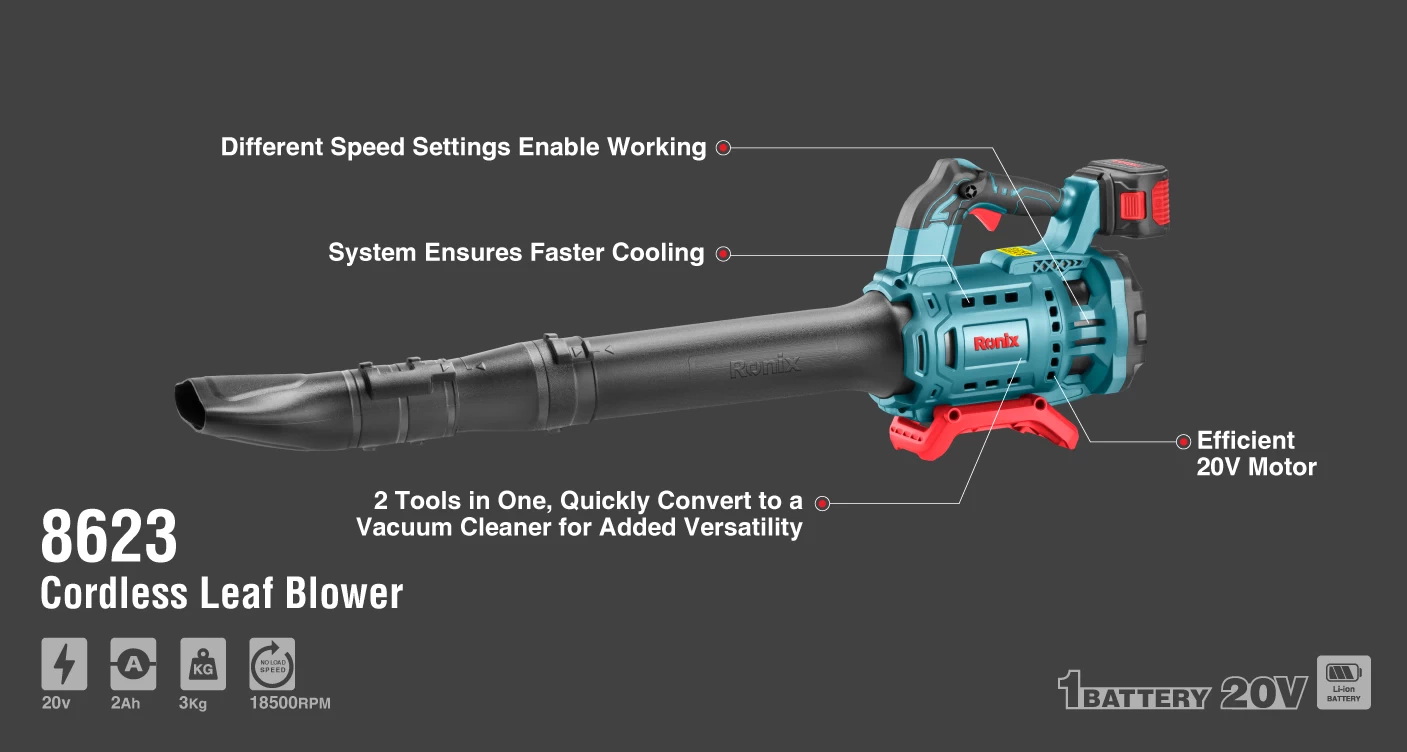 Different Speed Settings Enable Working
System Ensures Faster Cooling
Ronix
Ronix
Efficient
20V Motor
2 Tools in One, Quickly Convert to a
Vacuum Cleaner for Added Versatility
8623
Cordless Leaf Blower
A
KG
NO LOAD
SPEED
20v
2Ah
3Kg
18500RPM
1BATTERY 20V
Li-ion
BATTERY